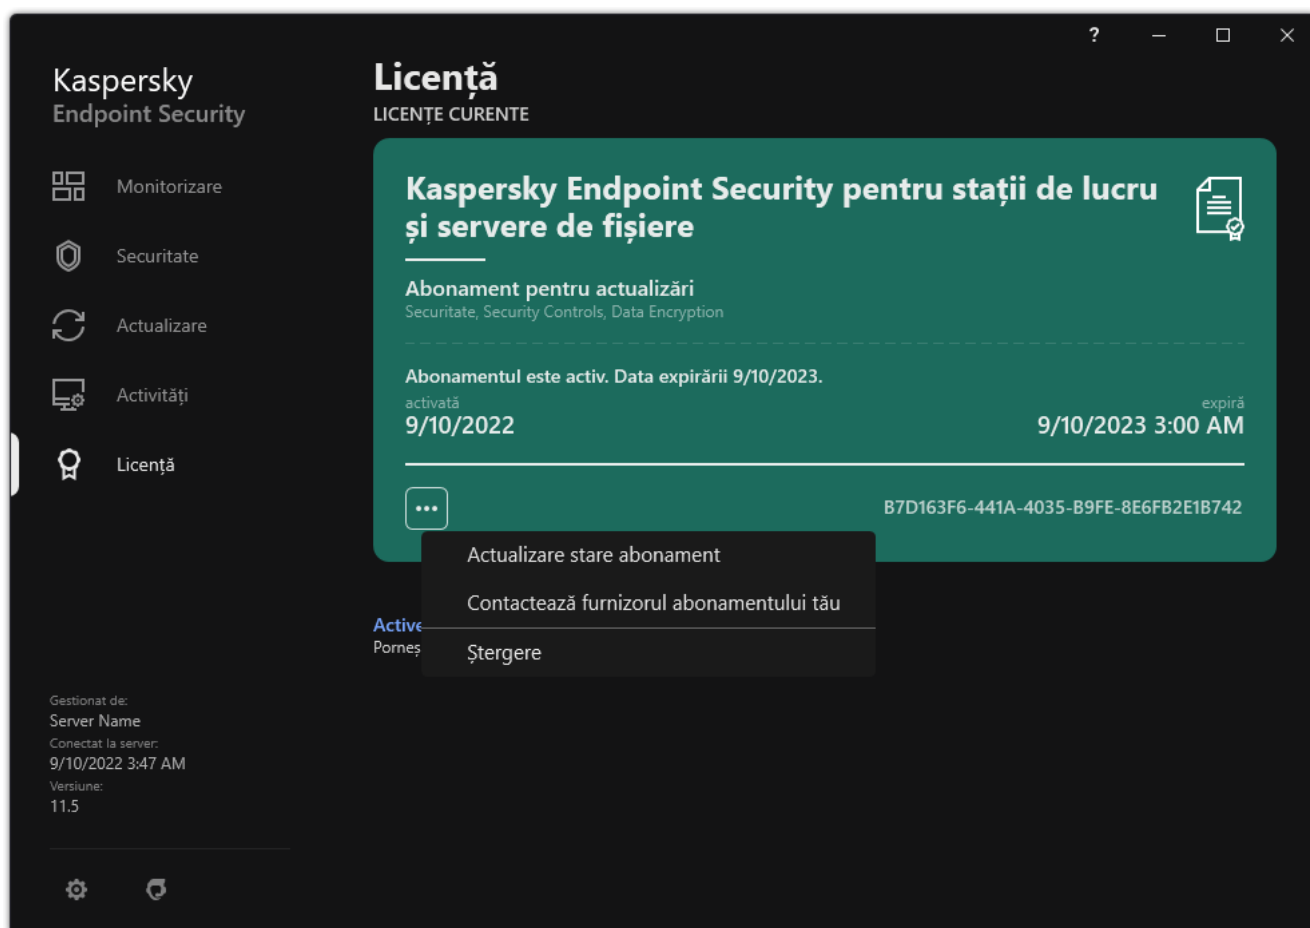 ?
Kaspersky
Endpoint Security
Monitorizare
Securitate
Actualizare
Activități
Licență
Gestionat de:
Server Name
Conectat la server:
9/10/2022 3:47 AM
Versiune:
11.5
Licență
LICENȚE CURENTE
Kaspersky Endpoint Security pentru stații de lucru
și servere de fișiere
Abonament pentru actualizări
Securitate, Security Controls, Data Encryption
Abonamentul este activ. Data expirării 9/10/2023.
activată
expiră
9/10/2022
9/10/2023 3:00 AM
B7D163F6-441A-4035-B9FE-8E6FB2E1B742
Actualizare stare abonament
Contactează furnizorul abonamentului tău
Ștergere